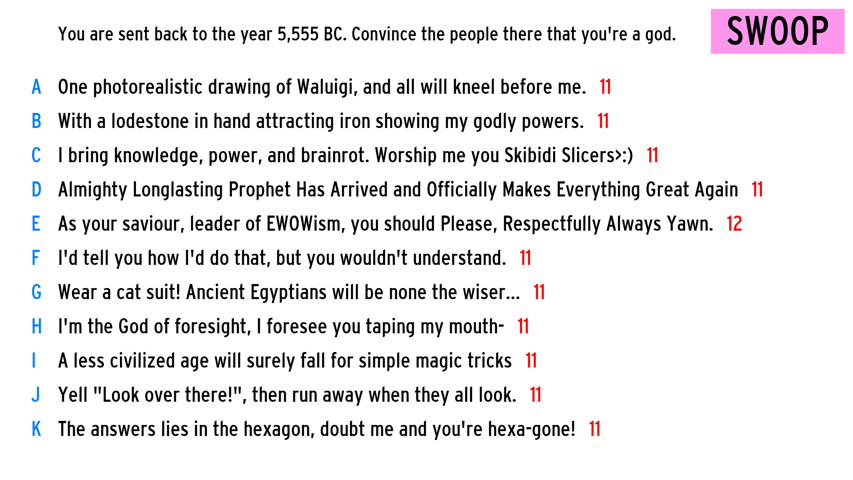 You are sent back to the year 5,555 BC. Convince the people there that you're a god.
SWOOP
A One photorealistic drawing of Waluigi, and all will kneel before me. 11
B With a lodestone in hand attracting iron showing my godly powers. 11
C I bring knowledge, power, and brainrot. Worship me you Skibidi Slicers>:) 11
D Almighty Longlasting Prophet Has Arrived and Officially Makes Everything Great Again 11
E As your saviour, leader of EWOWism, you should Please, Respectfully Always Yawn. 12
F I'd tell you how I'd do that, but you wouldn't understand. 11
G Wear a cat suit! Ancient Egyptians will be none the wiser... 11
H I'm the God of foresight, I foresee you taping my mouth- 11
I A less civilized age will surely fall for simple magic tricks 11
J Yell "Look over there!", then run away when they all look. 11
K The answers lies in the hexagon, doubt me and you're hexa-gone! 11